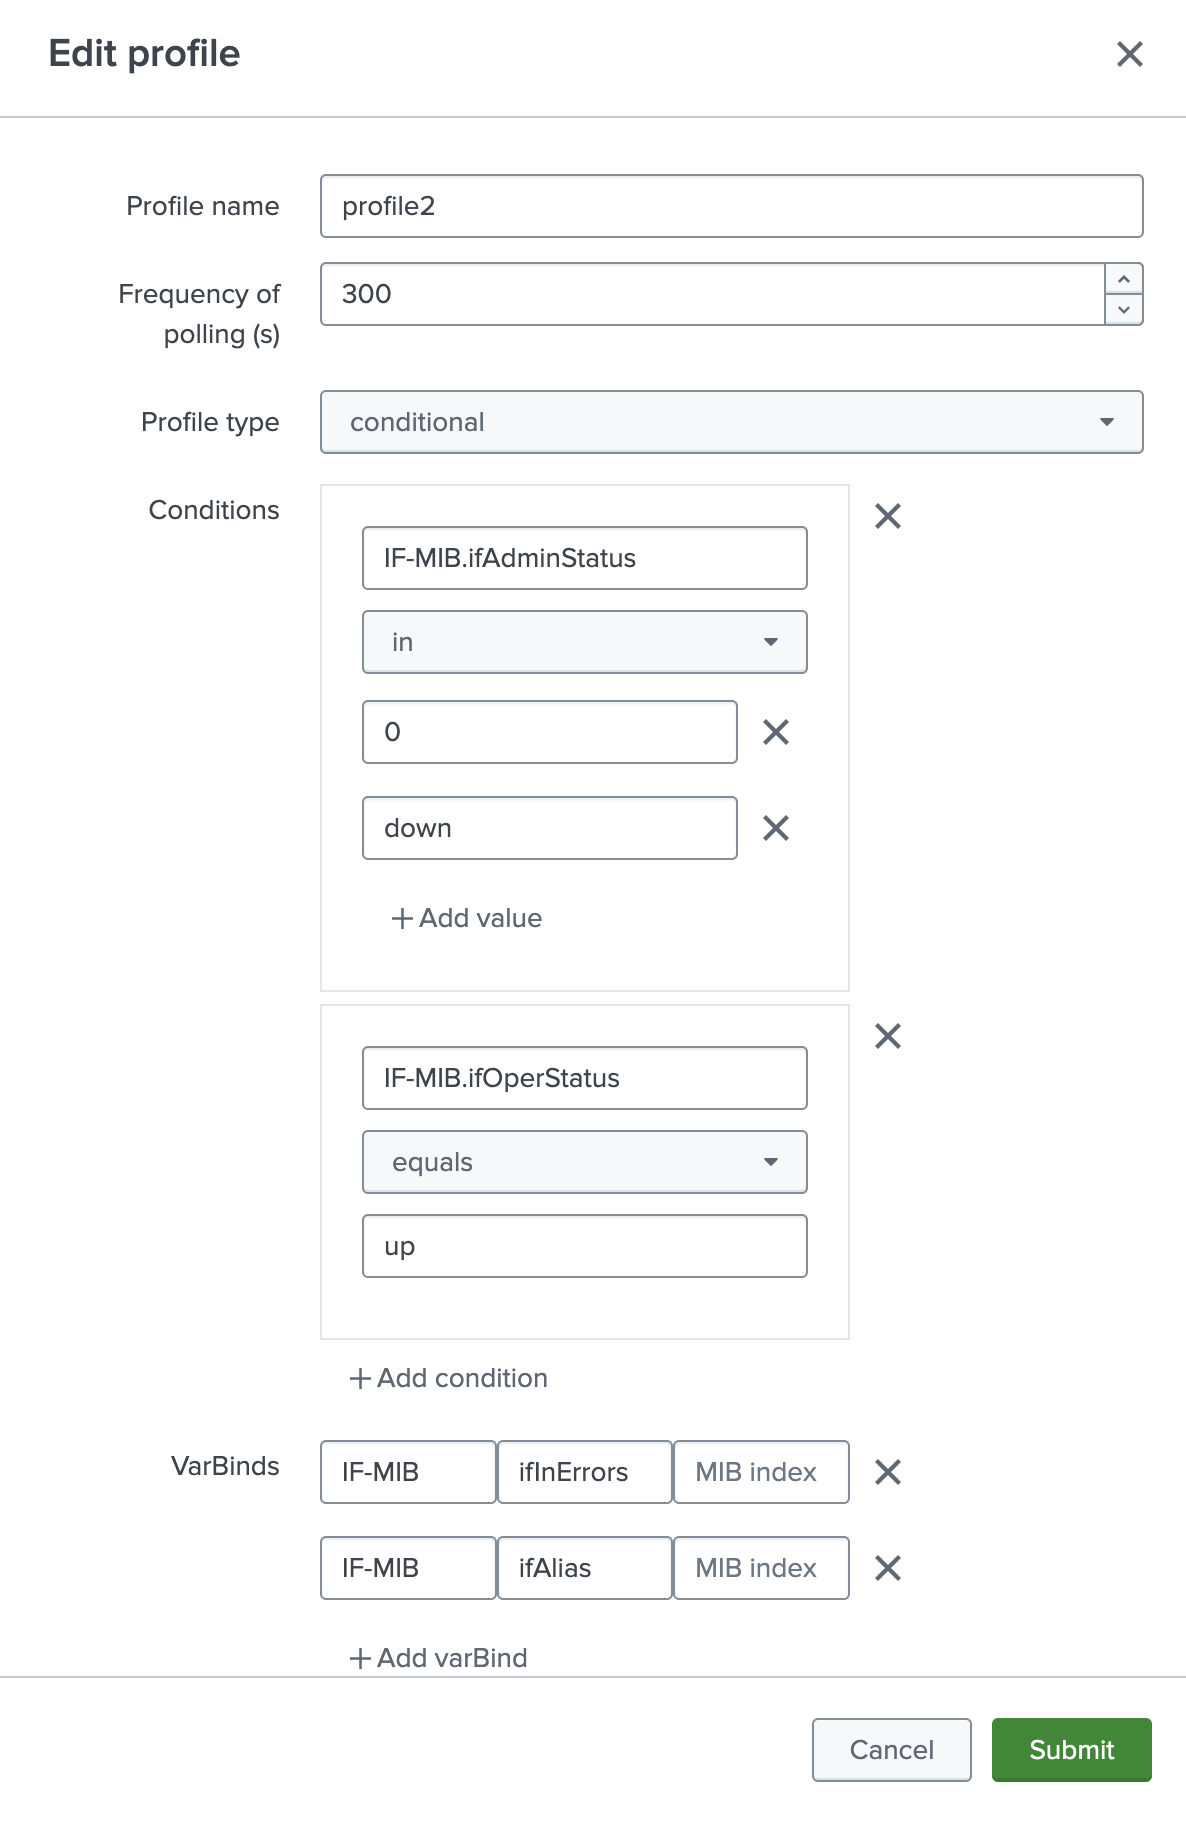 Edit profile
Profile name
profile2
Frequency of
polling (s)
300
Profile type
conditional
Conditions
IF-MIB.ifAdminStatus
in
0
down
Add value
IF-MIB.ifOperStatus
equals
up
Add condition
VarBinds
IF-MIB ifInErrors MIB index
IF-MIB ifAlias MIB index
Add varBind
Cancel Submit